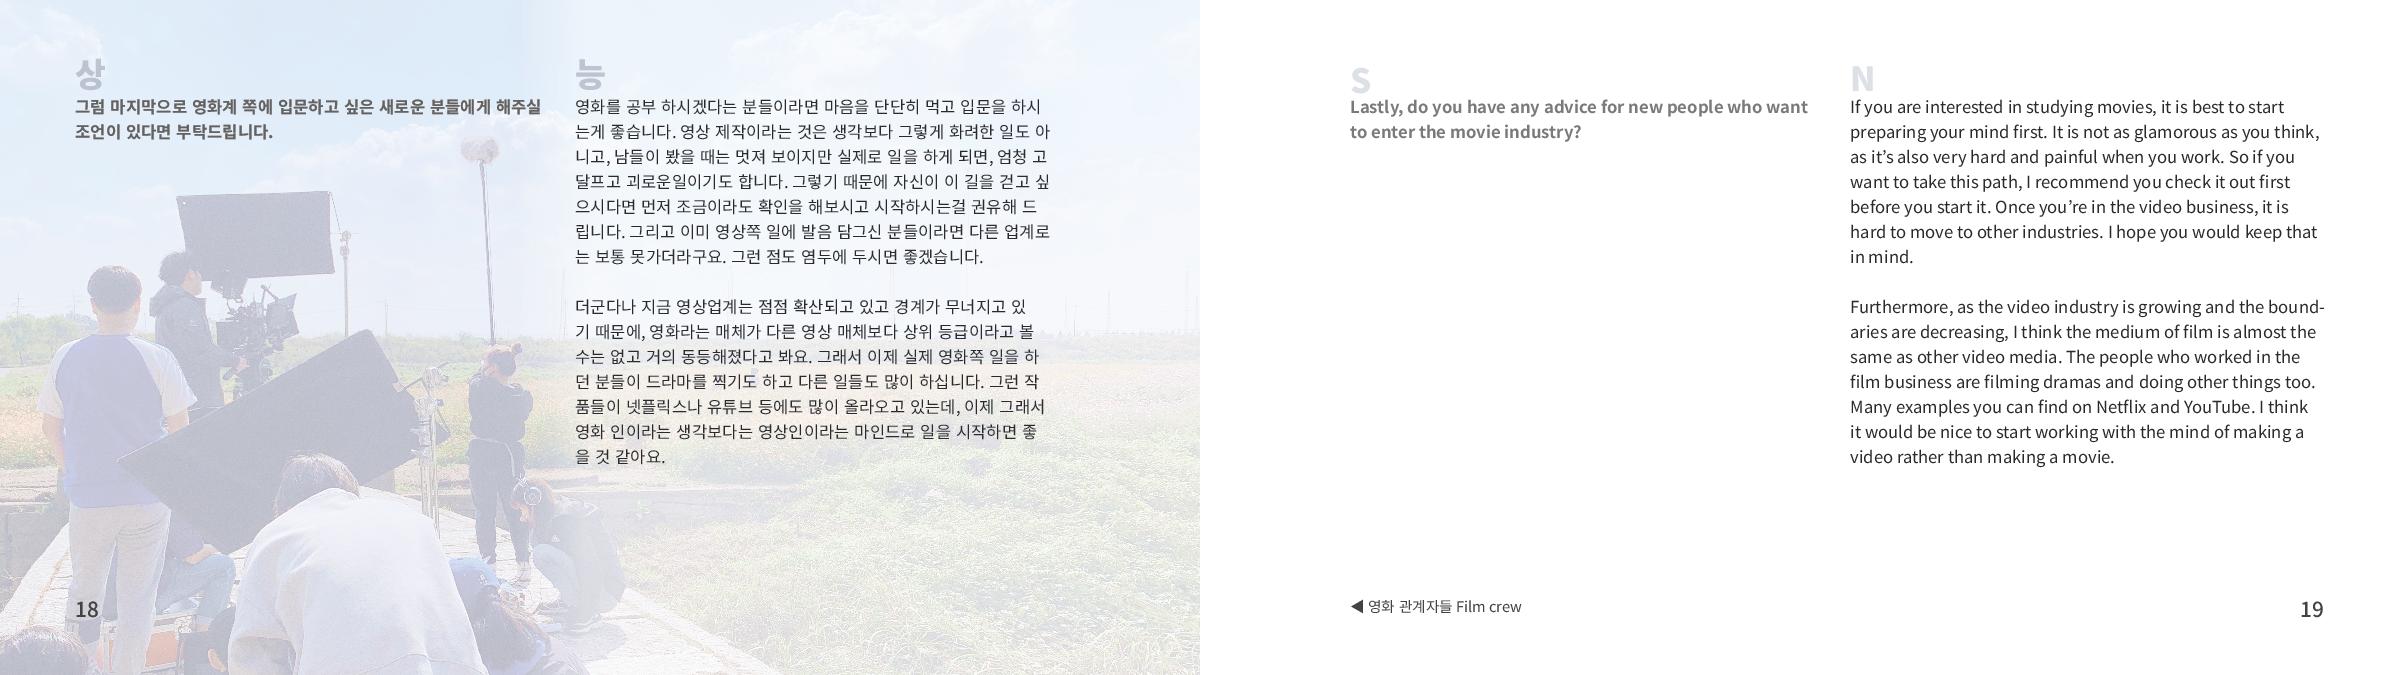 상
그럼 마지막으로 영화계 쪽에 입문하고 싶은 새로운 분들에게 해주실
조언이 있다면 부탁드립니다.
능
영화를 공부 하시겠다는 분들이라면 마음을 단단히 먹고 입문을 하시
는게 좋습니다. 영상 제작이라는 것은 생각보다 그렇게 화려한 일도 아
니고, 남들이 봤을 때는 멋져 보이지만 실제로 일을 하게 되면, 엄청 고
달프고 괴로운일이기도 합니다. 그렇기 때문에 자신이 이 길을 걷고 싶
으시다면 먼저 조금이라도 확인을 해보시고 시작하시는걸 권유해 드
립니다. 그리고 이미 영상쪽 일에 발음 담그신 분들이라면 다른 업계로
는 보통 못가더라구요. 그런 점도 염두에 두시면 좋겠습니다.
더군다나 지금 영상업계는 점점 확산되고 있고 경계가 무너지고 있
기 때문에, 영화라는 매체가 다른 영상 매체보다 상위 등급이라고 볼
수는 없고 거의 동등해졌다고 봐요. 그래서 이제 실제 영화쪽 일을 하
던 분들이 드라마를 찍기도 하고 다른 일들도 많이 하십니다. 그런 작
품들이 넷플릭스나 유튜브 등에도 많이 올라오고 있는데, 이제 그래서
영화 인이라는 생각보다는 영상인이라는 마인드로 일을 시작하면 좋
을 것 같아요.
18
S
Lastly, do you have any advice for new people who want
to enter the movie industry?
N
If you are interested in studying movies, it is best to start
preparing your mind first. It is not as glamorous as you think,
as it’s also very hard and painful when you work. So if you
want to take this path, I recommend you check it out first
before you start it. Once you’re in the video business, it is
hard to move to other industries. I hope you would keep that
in mind.
Furthermore, as the video industry is growing and the bound-
aries are decreasing, I think the medium of film is almost the
same as other video media. The people who worked in the
film business are filming dramas and doing other things too.
Many examples you can find on Netflix and YouTube. I think
it would be nice to start working with the mind of making a
video rather than making a movie.
◀ 영화 관계자들 Film crew
19